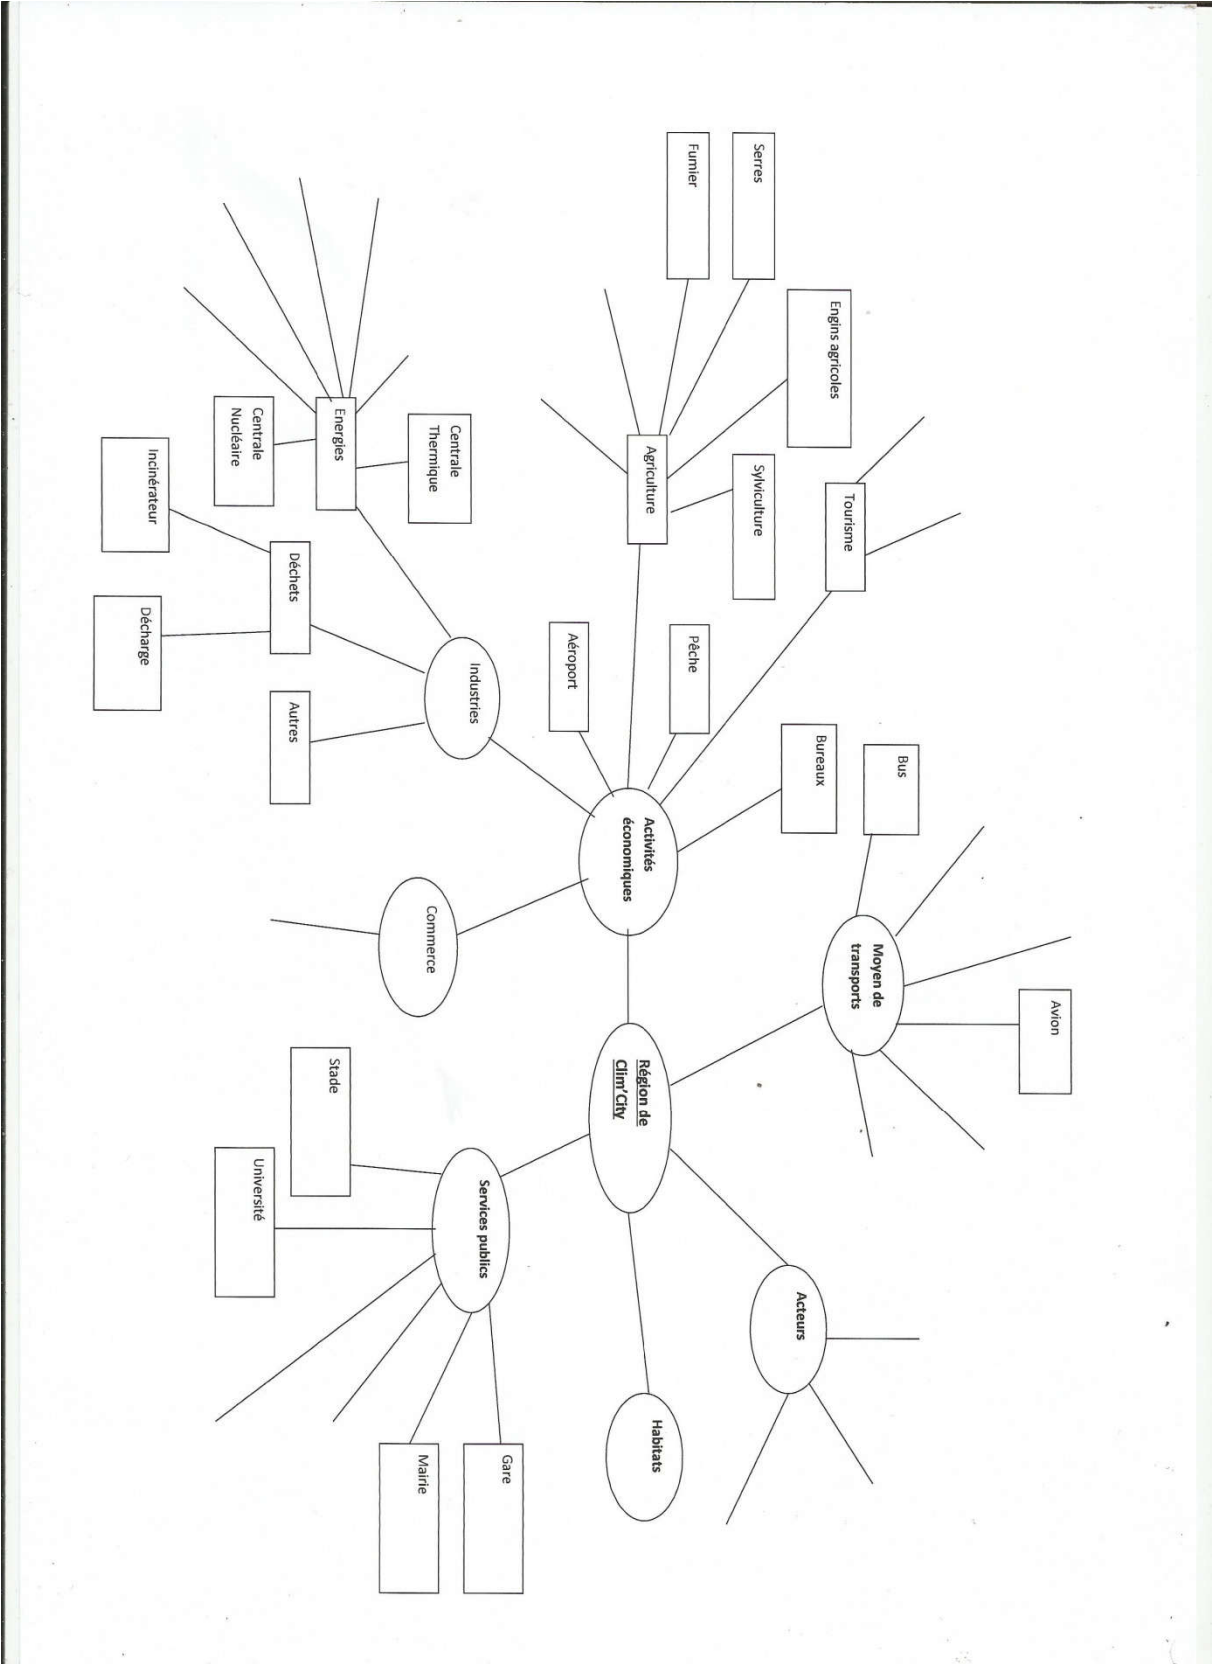 Avion
Bus
Moyen de
transports
Tourisme
Engins agricoles
Bureaux
Acteurs
Serres
Sylviculture
Fumier
Pêche
Habitats
Agriculture
Activités
économiques
Région de
Clim'City
Aéroport
Gare
Services publics
Industries
Centrale
Thermique
Commerce
Mairie
Energies
Stade
Déchets
Autres
Centrale
Nucléaire
Université
Incinérateur
Décharge